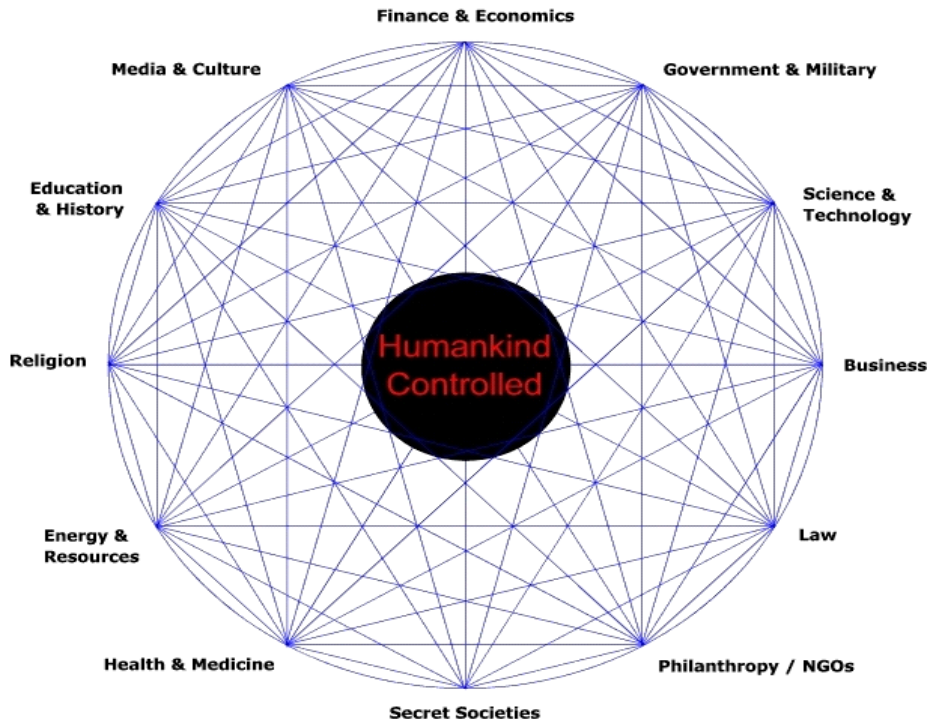 Finance & Economics
Media & Culture
Government & Military
Education
& History
Science &
Technology
Humankind
Controlled
Religion
Business
Energy &
Resources
Law
Health & Medicine
Philanthropy / NGOs
Secret Societies